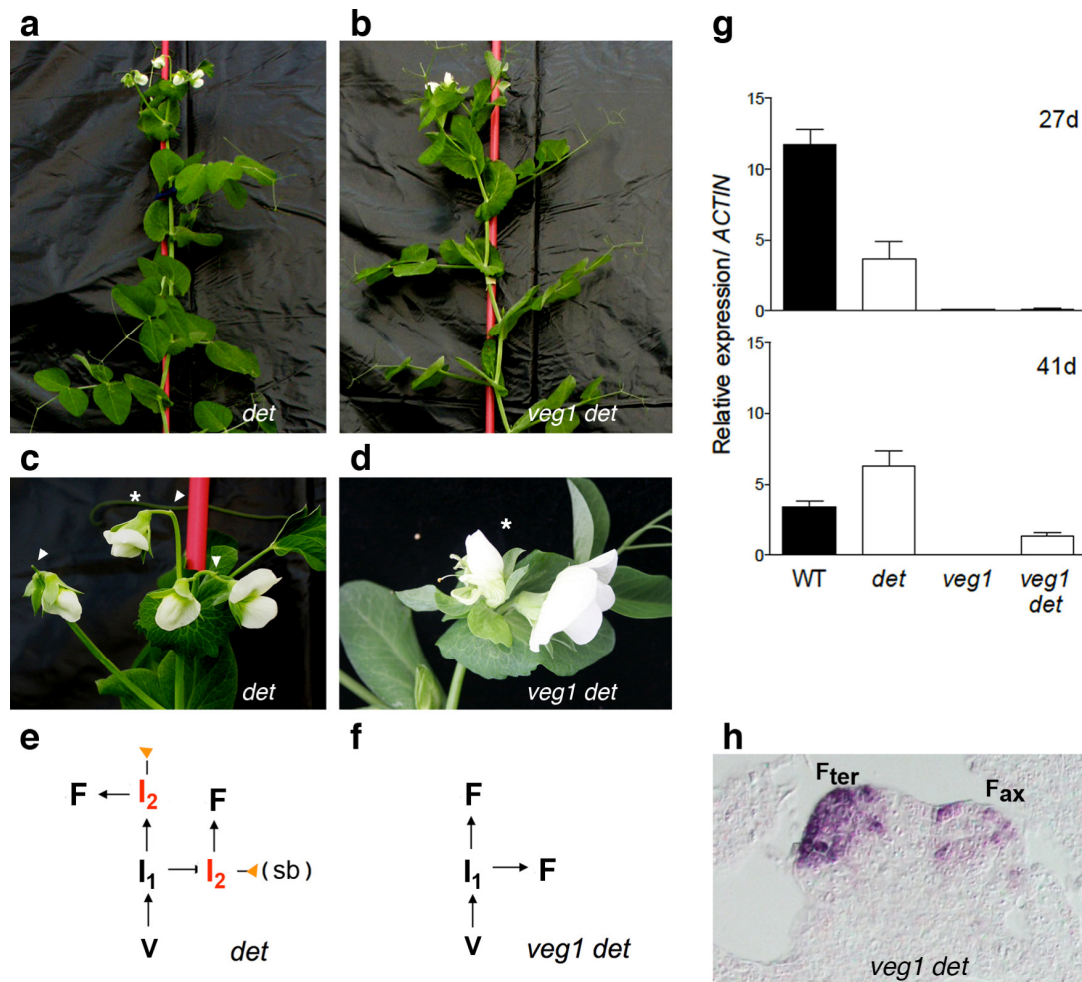 a
b
det
veg1 det
c
d
*
*
det
veg1 det
e
f
I2
F
F
I1
I2
(sb)
V
det
F
I1
F
V
veg1 det
g
15
27d
10
5
0
15
41d
10
5
0
Relative expression/ ACTIN
WT
det
veg1
veg1
det
h
Fter
Fax
veg1 det